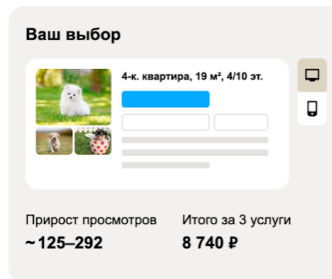 Ваш выбор
4-к. квартира, 19 м², 4/10 эт.
Прирост просмотров
~125–292
Итого за 3 услуги
8 740 ₽